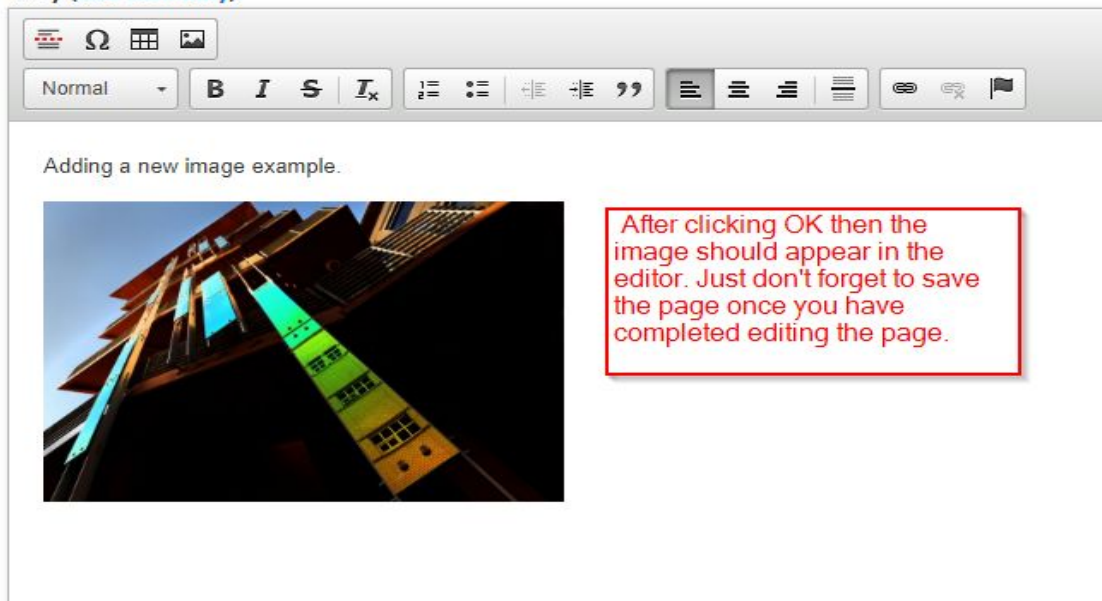 Normal
Adding a new image example.
After clicking OK then the
image should appear in the
editor. Just don't forget to save
the page once you have
completed editing the page.